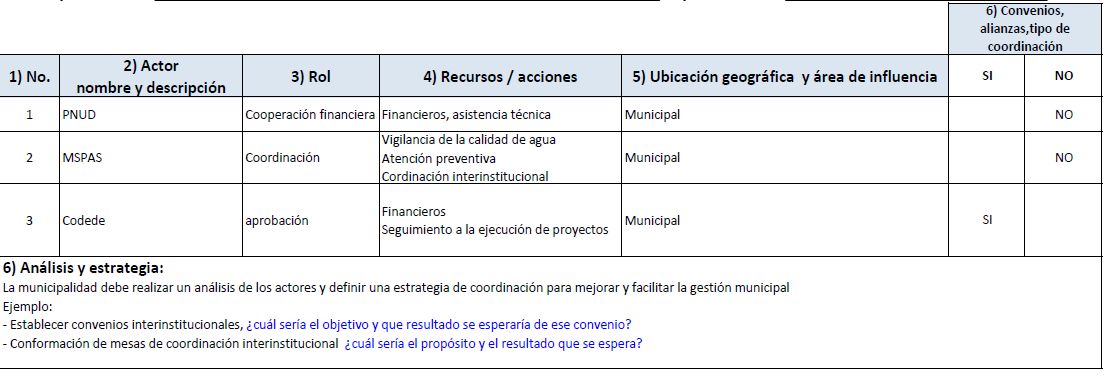 6) Convenios,
alianzas,tipo de
coordinación
1) No.
2) Actor
nombre y descripción
3) Rol
4) Recursos / acciones
5) Ubicación geográfica y área de influencia
SI
NO
1
PNUD
Cooperación financiera
Financieros, asistencia técnica
Municipal
NO
2
MSPAS
Coordinación
Vigilancia de la calidad de agua
Atención preventiva
Cordinación interinstitucional
Municipal
NO
3
Codede
aprobación
Financieros
Seguimiento a la ejecución de proyectos
Municipal
SI
6) Análisis y estrategia:
La municipalidad debe realizar un análisis de los actores y definir una estrategia de coordinación para mejorar y facilitar la gestión municipal
Ejemplo:
- Establecer convenios interinstitucionales, ¿cuál sería el objetivo y que resultado se esperaría de ese convenio?
- Conformación de mesas de coordinación interinstitucional ¿cuál sería el propósito y el resultado que se espera?